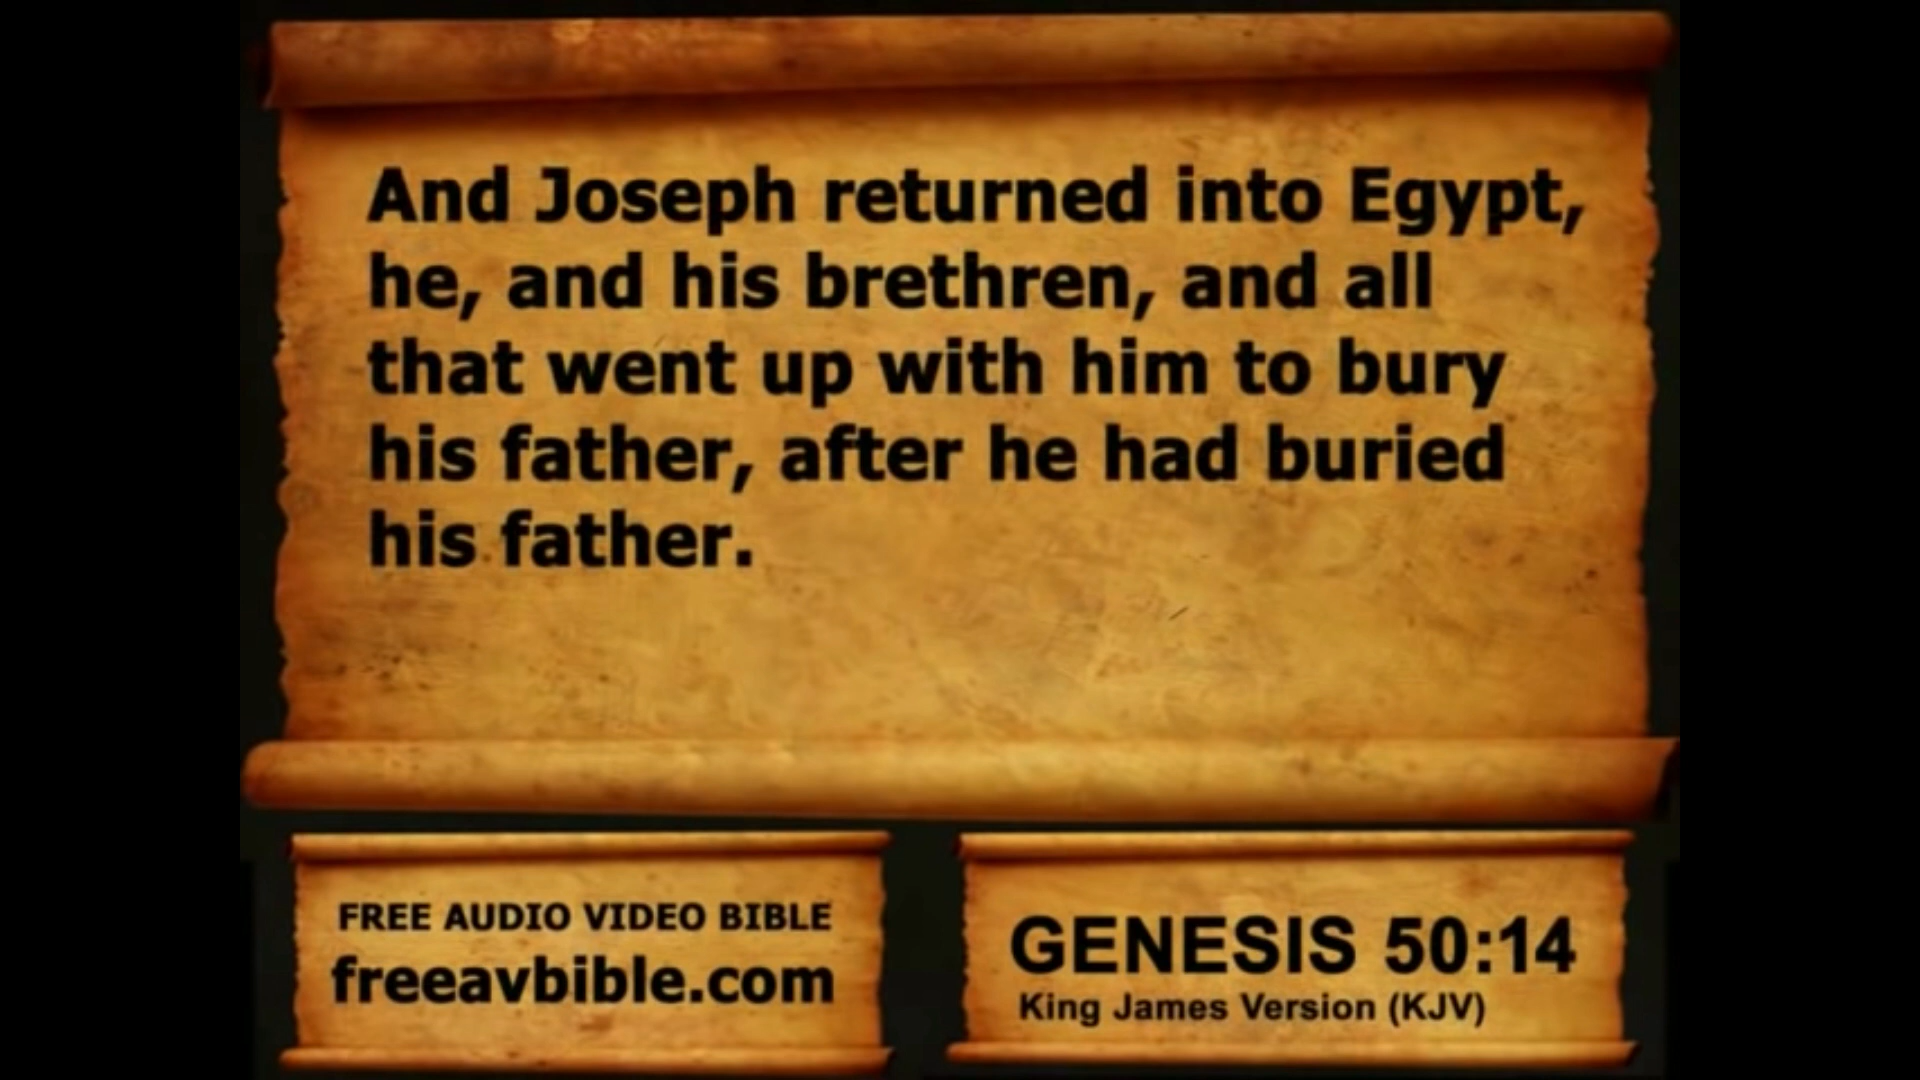 And Joseph returned into Egypt,
he, and his brethren, and all
that went up with him to bury
his father, after he had buried
his father.
FREE AUDIO VIDEO BIBLE
freeavbible.com
GENESIS 50:14
King James Version (KJV)